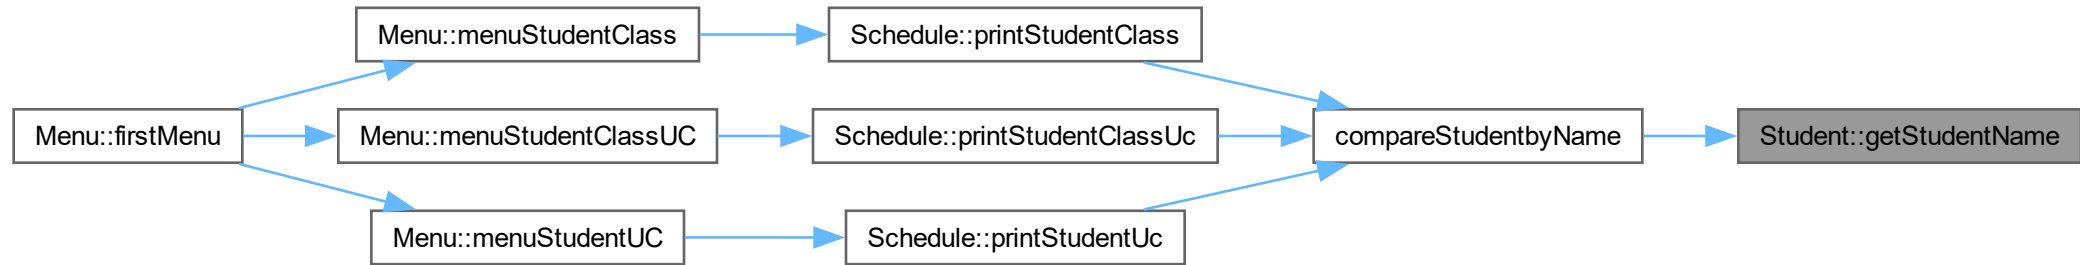 Menu::menuStudentClass
Schedule::printStudentClass
Menu::firstMenu
Menu::menuStudentClassUC
Schedule::printStudentClassUc
compareStudentbyName
Student::getStudentName
Menu::menuStudentUC
Schedule::printStudentUc